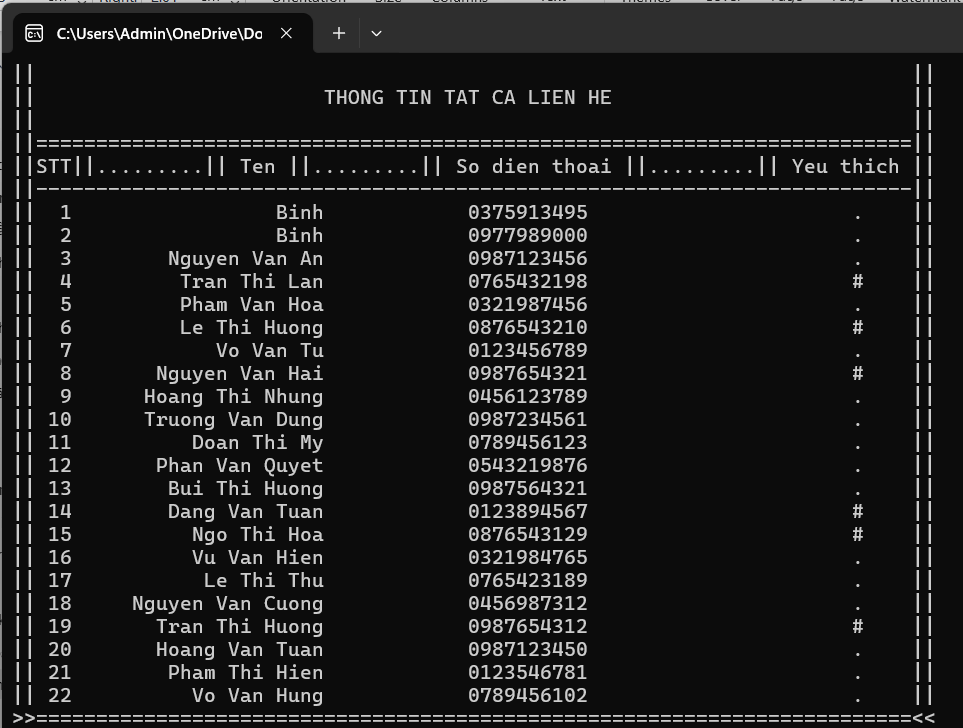 C:\Users\Admin\OneDrive\Do
THONG TIN TAT CA LIEN HE
||=========================================================================||
||STT||.........|| Ten ||.........|| So dien thoai ||.........|| Yeu thich ||
||-------------------------------------------------------------------------||
|| 1 Binh 0375913495 . ||
|| 2 Binh 0977989000 . ||
|| 3 Nguyen Van An 0987123456 . ||
|| 4 Tran Thi Lan 0765432198 # ||
|| 5 Pham Van Hoa 0321987456 . ||
|| 6 Le Thi Huong 0876543210 # ||
|| 7 Vo Van Tu 0123456789 . ||
|| 8 Nguyen Van Hai 0987654321 # ||
|| 9 Hoang Thi Nhung 0456123789 . ||
|| 10 Truong Van Dung 0987234561 . ||
|| 11 Doan Thi My 0789456123 . ||
|| 12 Phan Van Quyet 0543219876 . ||
|| 13 Bui Thi Huong 0987564321 . ||
|| 14 Dang Van Tuan 0123894567 # ||
|| 15 Ngo Thi Hoa 0876543129 # ||
|| 16 Vu Van Hien 0321984765 . ||
|| 17 Le Thi Thu 0765423189 . ||
|| 18 Nguyen Van Cuong 0456987312 . ||
|| 19 Tran Thi Huong 0987654312 # ||
|| 20 Hoang Van Tuan 0987123450 . ||
|| 21 Pham Thi Hien 0123546781 . ||
|| 22 Vo Van Hung 0789456102 . ||
>>=========================================================================<<